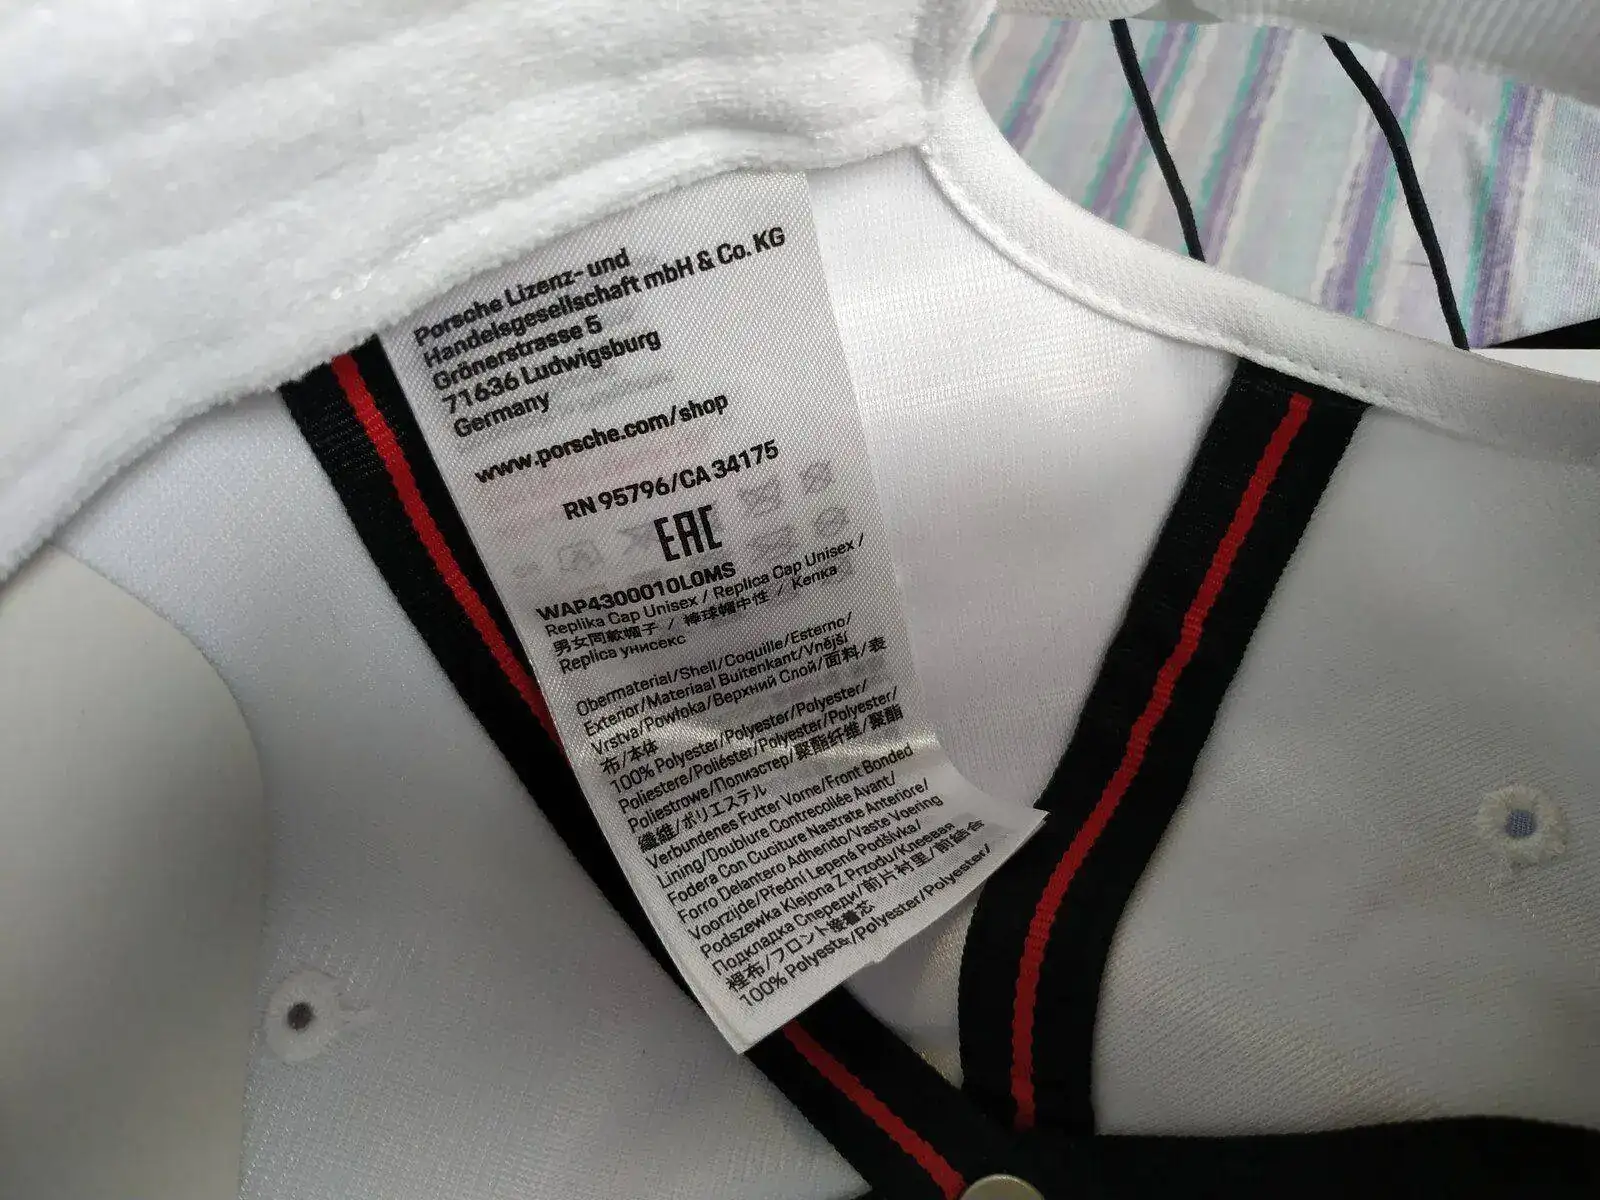 Porsche Lizenz- und
Handelsgesellschaft mbH & Co. KG
Grönerstrasse 5
71636 Ludwigsburg
Germany
www.porsche.com/shop
RN 95796/CA 34175
EAC
WAP4300010L0MS
Replika Cap Unisex / Replica Cap Unisex /
男女同款帽子 / 棒球帽中性 / Кепка
Replica унисекс
Obermaterial/Shell/Coquille/Esterno/
Exterior/Materiaal Buitenkant/Vnější
Vrstva/Powłoka/Верхний Слой/面料/表
布/本体
100% Polyester/Polyester/Polyester/
Poliestere/Poliéster/Polyester/Polyester/
Poliestrowe/Полиэстер/聚酯纤维/聚酯
纖維/ポリエステル
Verbundenes Futter Vorne/Front Bonded
Lining/Doublure Contrecollée Avant/
Fodera Con Cuciture Nastrate Anteriore/
Forro Delantero Adherido/Vaste Voering
Voorzijde/Přední Lepená Podšívka/
Podszewka Klejona Z Przodu/Клеевая
Подкладка Спереди/前片衬里/前結合
裡布/フロント接着芯
100% Polyester/Polyester/Polyester/